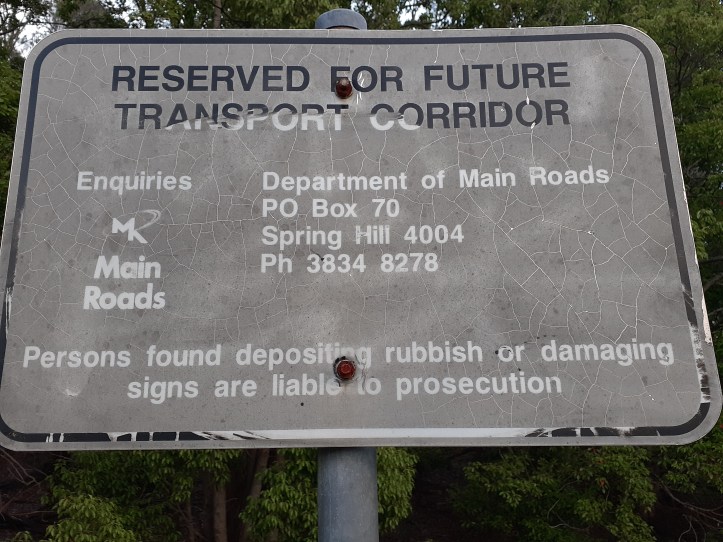 RESERVED FOR FUTURE
TRANSPORT CORRIDOR
Enquiries Department of Main Roads
PO Box 70
MR Spring Hill 4004
Main Ph 3834 8278
Roads
Persons found depositing rubbish or damaging
signs are liable to prosecution